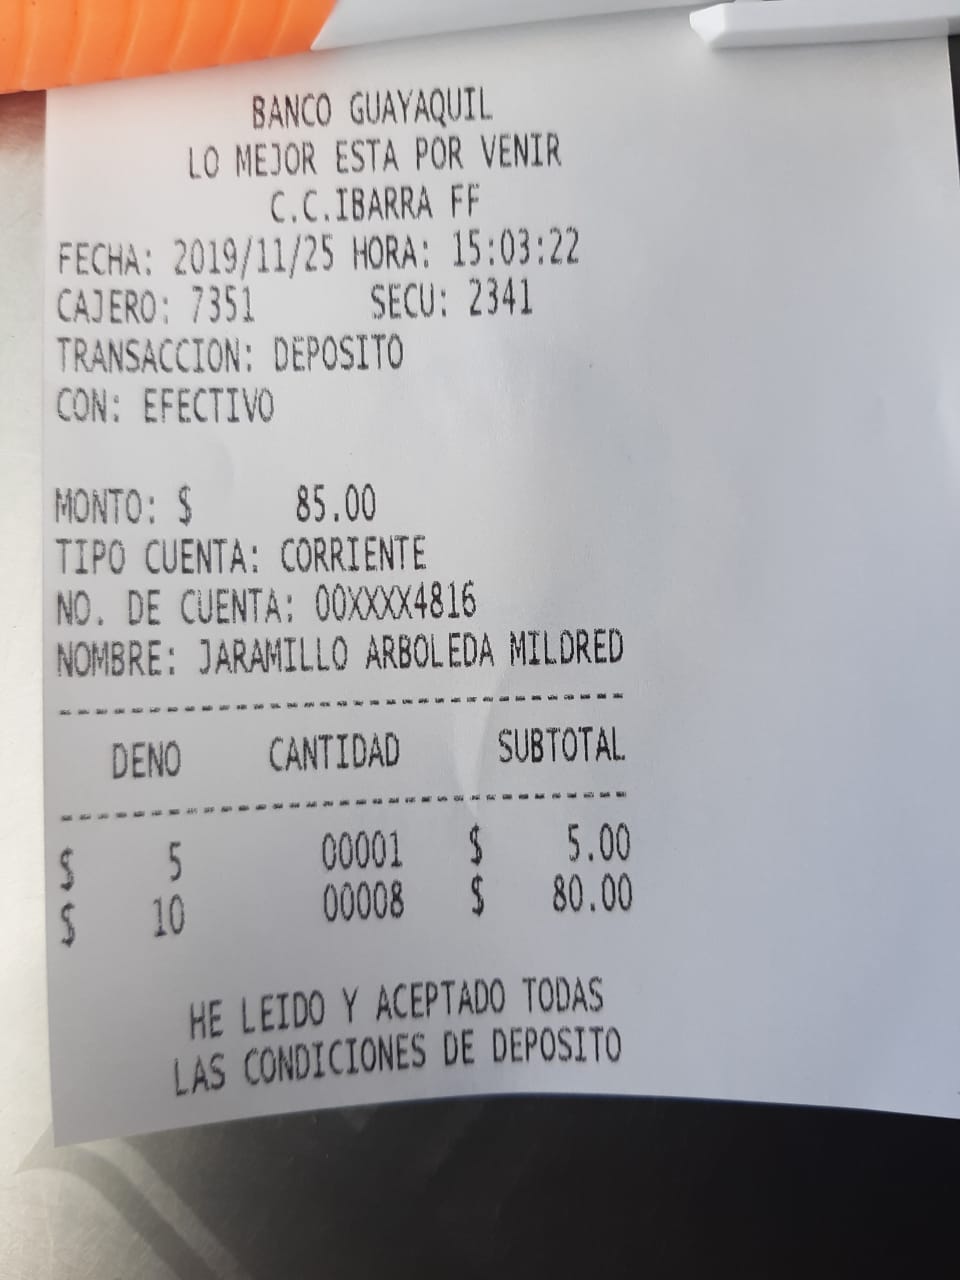 BANCO GUAYAQUIL
LO MEJOR ESTA POR VENIR
C.C.IBARRA FF
FECHA: 2019/11/25 HORA: 15:03:22
CAJERO: 7351 SECU: 2341
TRANSACCION: DEPOSITO
CON: EFECTIVO
MONTO: $ 85.00
TIPO CUENTA: CORRIENTE
NO. DE CUENTA: 00XXXX4816
NOMBRE: JARAMILLO ARBOLEDA MILDRED
DENO CANTIDAD SUBTOTAL
$ 5 00001 $ 5.00
$ 10 00008 $ 80.00
HE LEIDO Y ACEPTADO TODAS
LAS CONDICIONES DE DEPOSITO